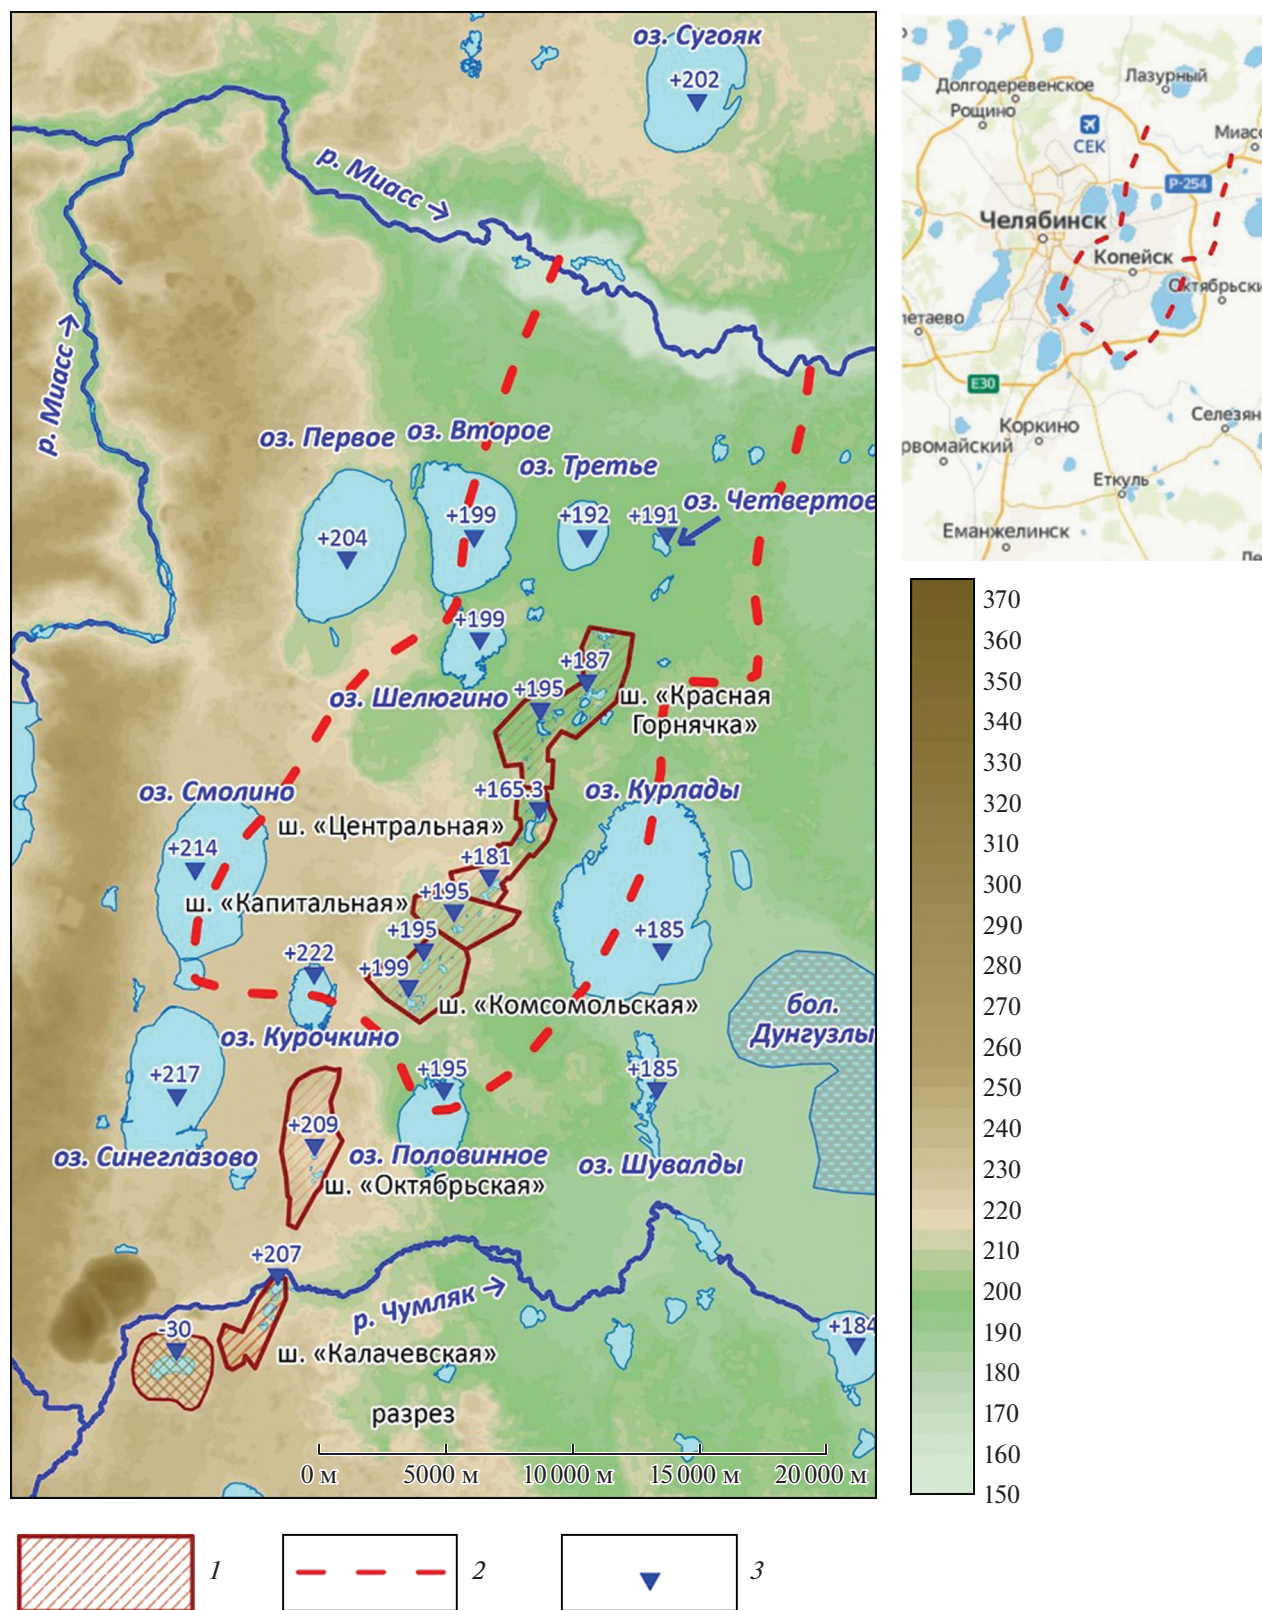 оз. Сугояк
+202
р. Миасс →
р. Миасс →
оз. Первое
оз. Второе
оз. Третье
оз. Четвертое
+204
+199
+192
+191
+199
оз. Шелюгино
+187
+195
ш. «Красная
Горнячка»
оз. Смолино
+165.3
оз. Курлады
ш. «Центральная»
+214
+181
ш. «Капитальная»
+195
+195
+185
+222
+199
ш. «Комсомольская»
бол.
Дунгузлы
оз. Курочкино
+217
+195
+185
+209
оз. Синеглазово
оз. Половинное
оз. Шувалды
ш. «Октябрьская»
+207
р. Чумляк →
-30
+184
ш. «Калачевская»
разрез
0 м
5000 м
10 000 м
15 000 м
20 000 м
Долгодеревенское
Лазурный
Рощино
CEK
Миасс
Р-254
Челябинск
Копейск
Октябрьски
петаево
E30
Селезян
Коркино
рвомайский
Еткуль
Еманжелинск
Пе
370
360
350
340
330
320
310
300
290
280
270
260
250
240
230
220
210
200
190
180
170
160
150
1
2
3